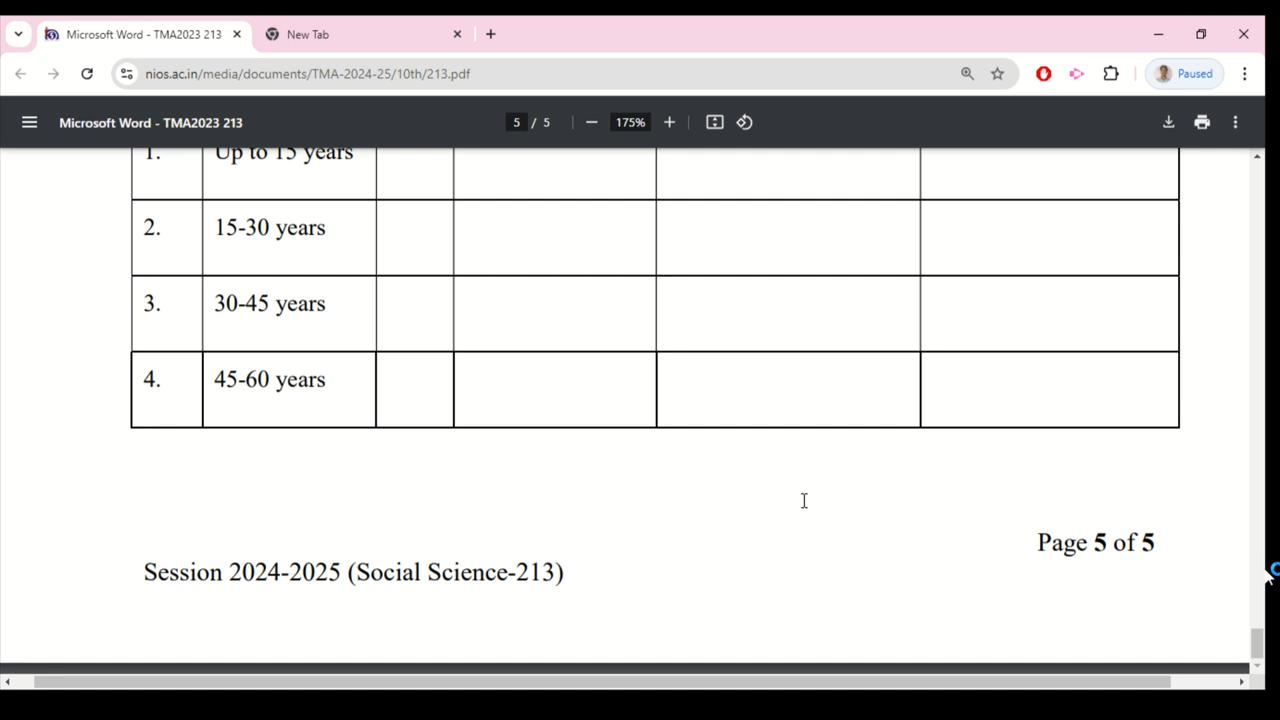 Microsoft Word - TMA2023 213
New Tab
nios.ac.in/media/documents/TMA-2024-25/10th/213.pdf
Paused
Microsoft Word - TMA2023 213
5 / 5
175%
1. Up to 15 years
2. 15-30 years
3. 30-45 years
4. 45-60 years
Page 5 of 5
Session 2024-2025 (Social Science-213)